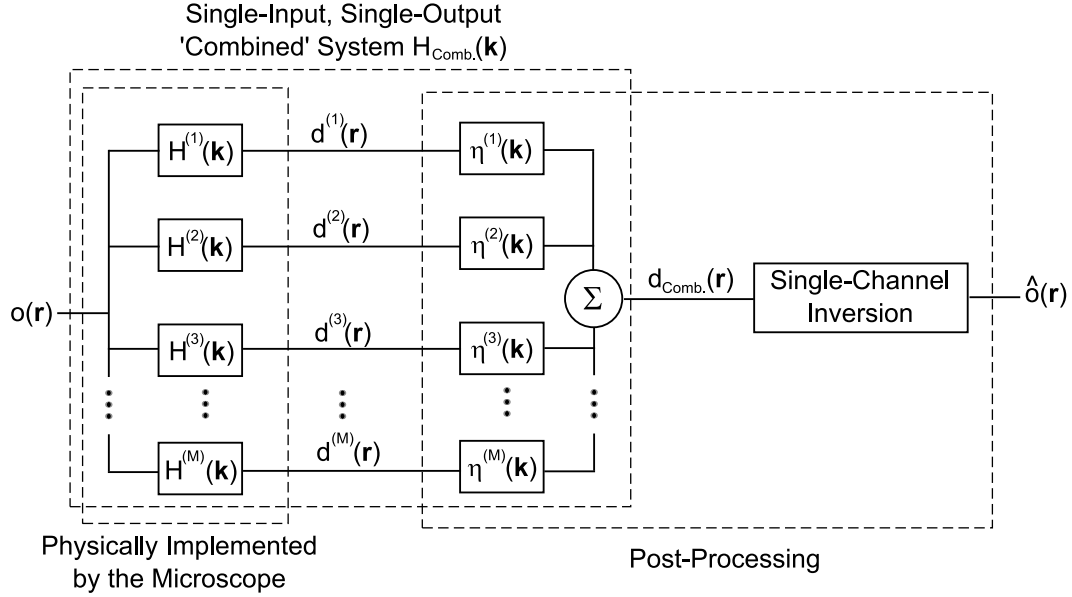 Single-Input, Single-Output
'Combined' System H_Comb.(k)
H^(1)(k)
d^(1)(r)
η^(1)(k)
H^(2)(k)
d^(2)(r)
η^(2)(k)
o(r)
Σ
d_Comb.(r)
Single-Channel
Inversion
ô(r)
H^(3)(k)
d^(3)(r)
η^(3)(k)
H^(M)(k)
d^(M)(r)
η^(M)(k)
Physically Implemented
by the Microscope
Post-Processing